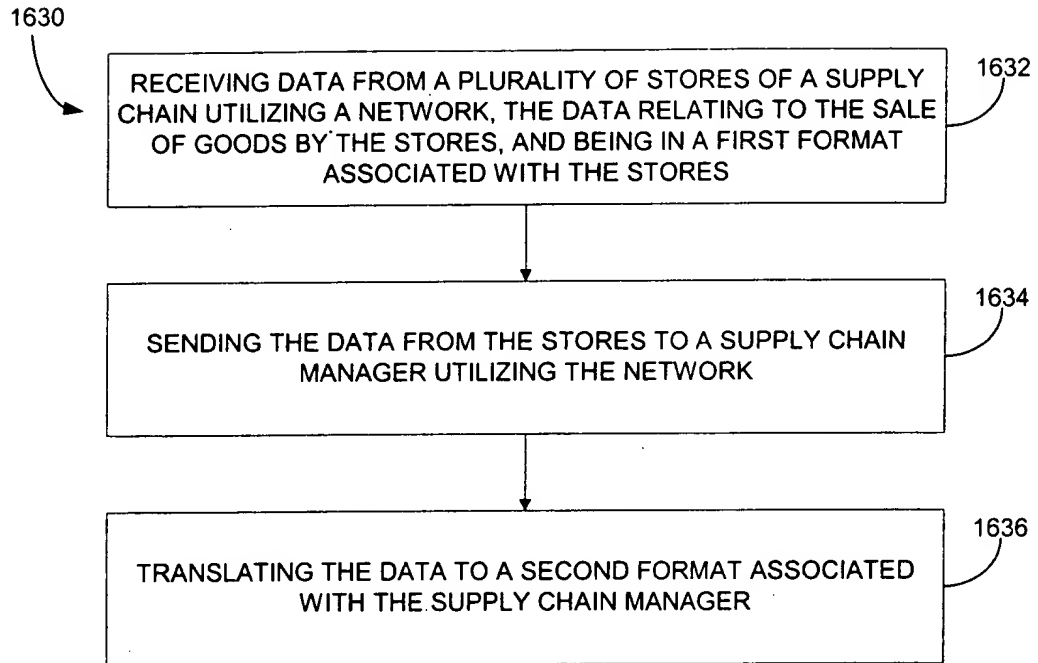 1630
RECEIVING DATA FROM A PLURALITY OF STORES OF A SUPPLY
CHAIN UTILIZING A NETWORK, THE DATA RELATING TO THE SALE
OF GOODS BY THE STORES, AND BEING IN A FIRST FORMAT
ASSOCIATED WITH THE STORES
1632
SENDING THE DATA FROM THE STORES TO A SUPPLY CHAIN
MANAGER UTILIZING THE NETWORK
1634
TRANSLATING THE DATA TO A SECOND FORMAT ASSOCIATED
WITH THE SUPPLY CHAIN MANAGER
1636